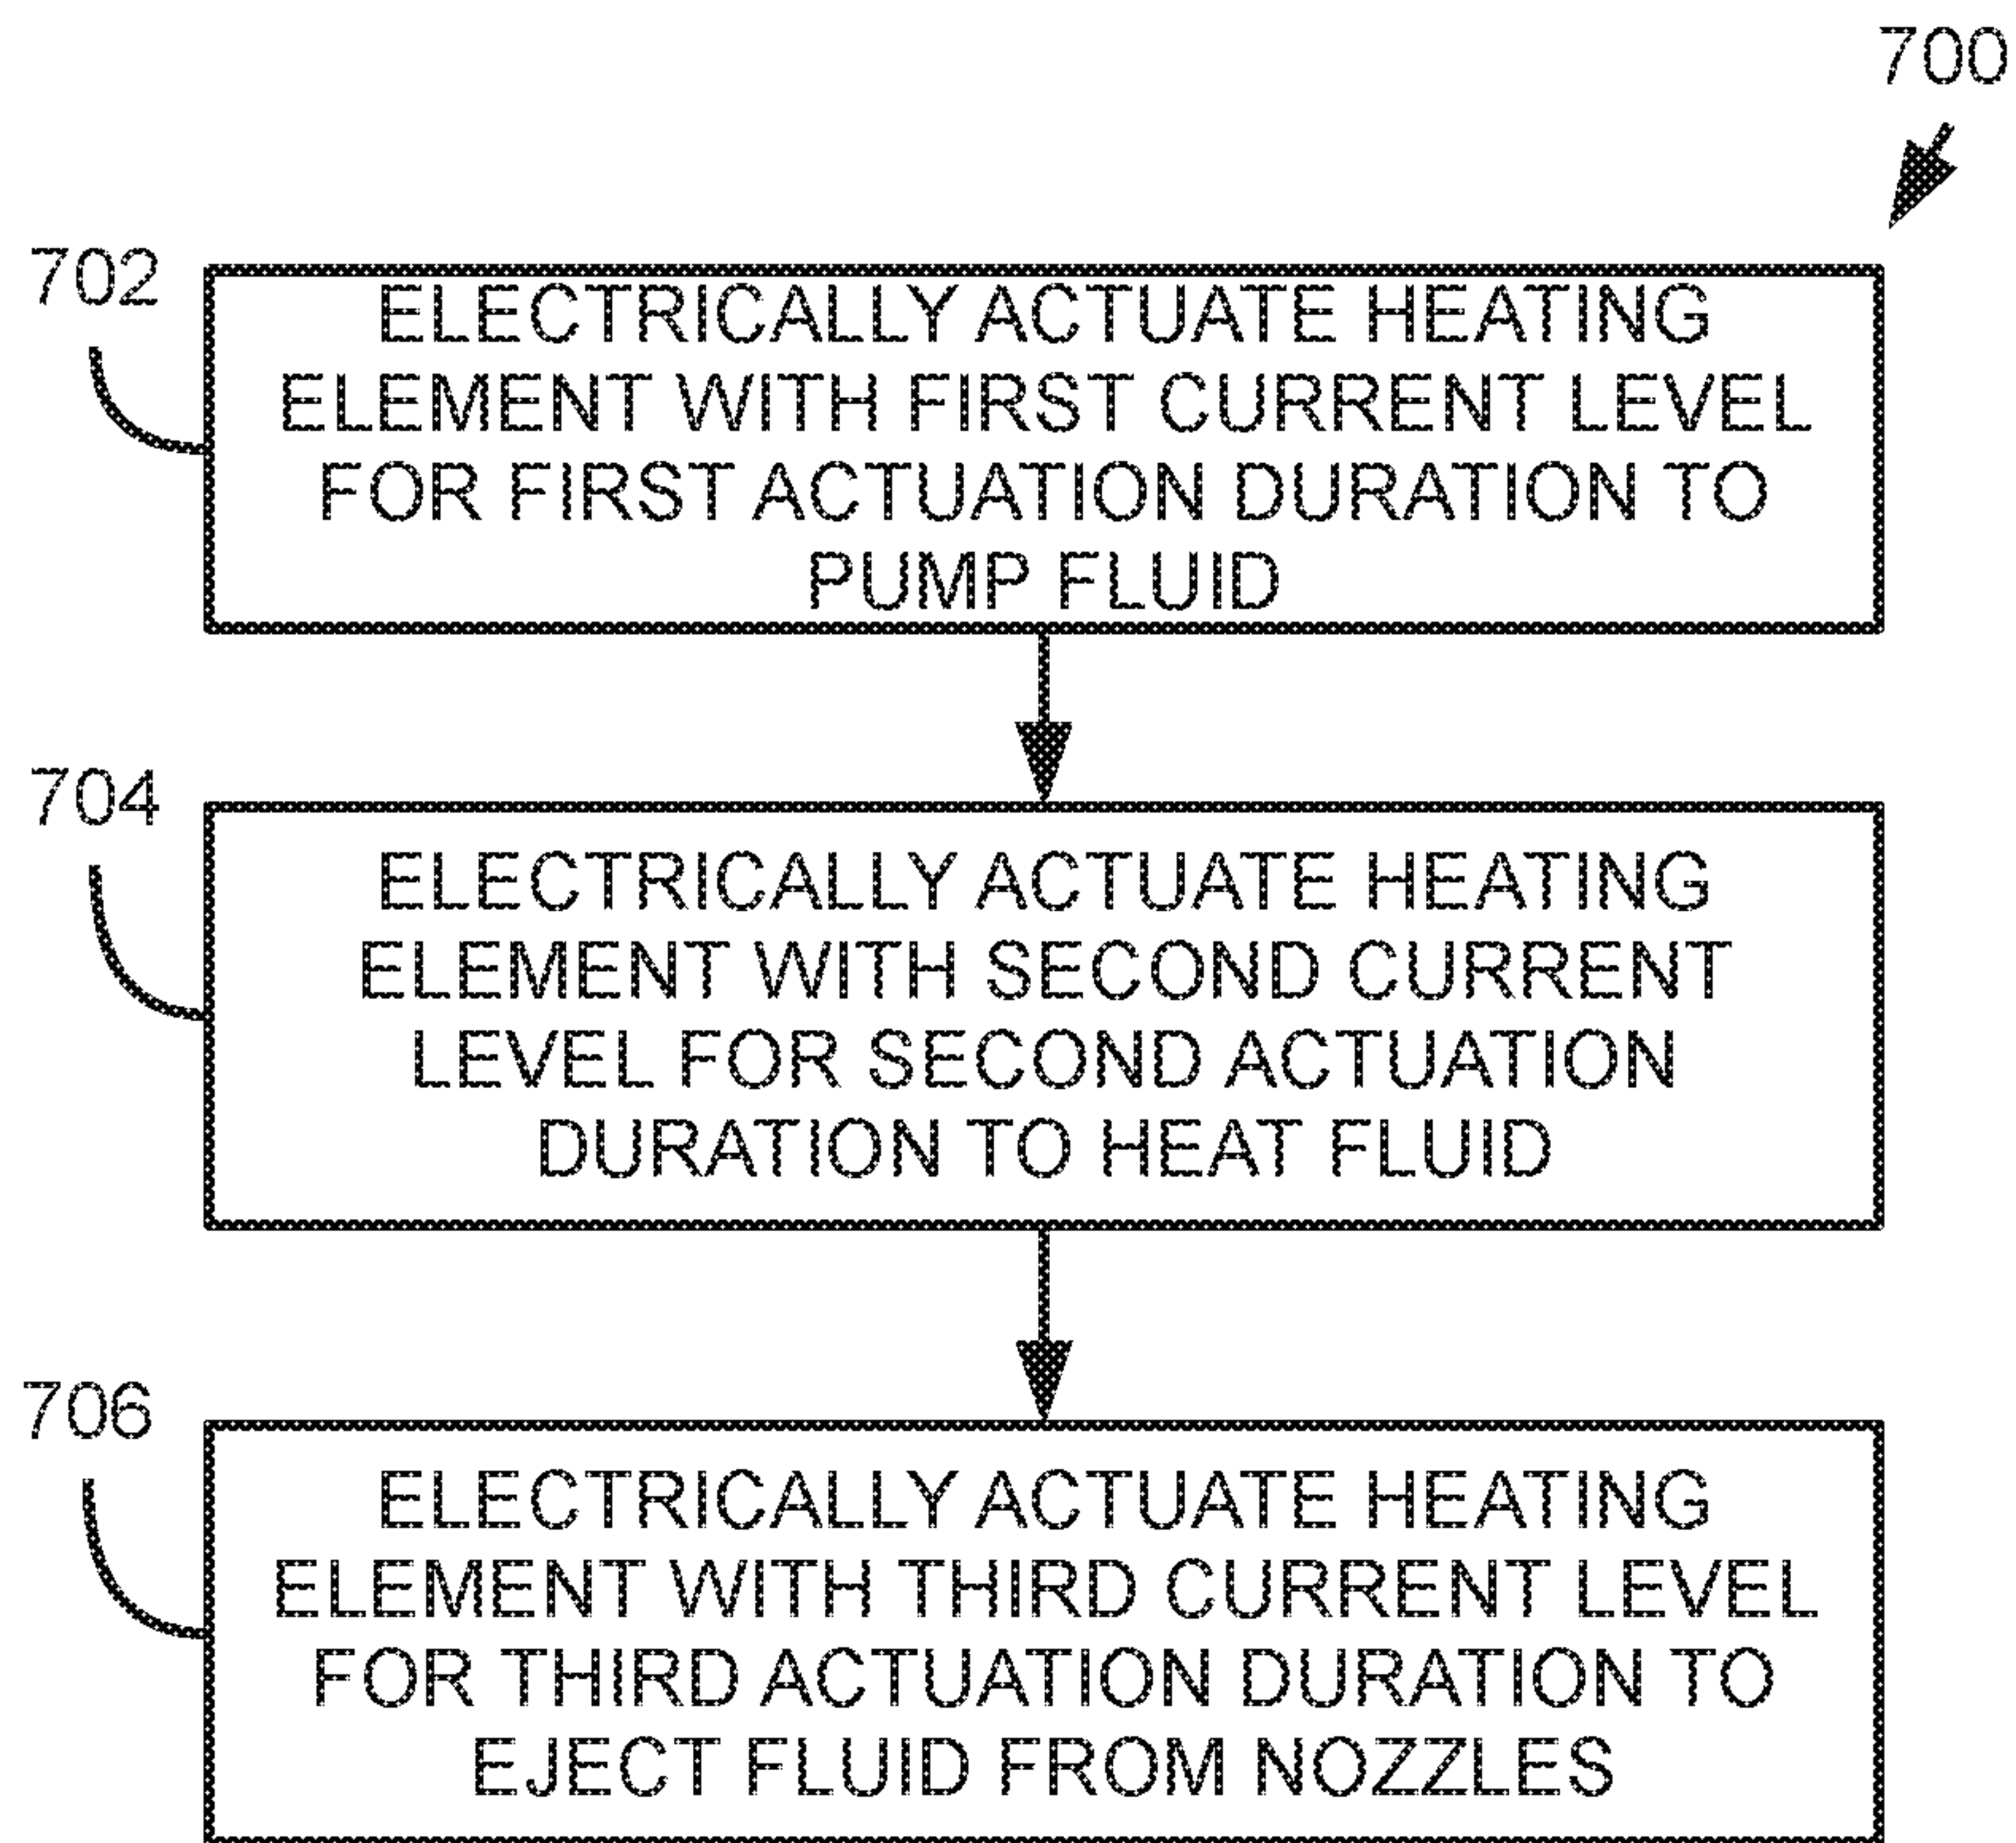 700
702
ELECTRICALLY ACTUATE HEATING
ELEMENT WITH FIRST CURRENT LEVEL
FOR FIRST ACTUATION DURATION TO
PUMP FLUID
704
ELECTRICALLY ACTUATE HEATING
ELEMENT WITH SECOND CURRENT
LEVEL FOR SECOND ACTUATION
DURATION TO HEAT FLUID
706
ELECTRICALLY ACTUATE HEATING
ELEMENT WITH THIRD CURRENT LEVEL
FOR THIRD ACTUATION DURATION TO
EJECT FLUID FROM NOZZLES